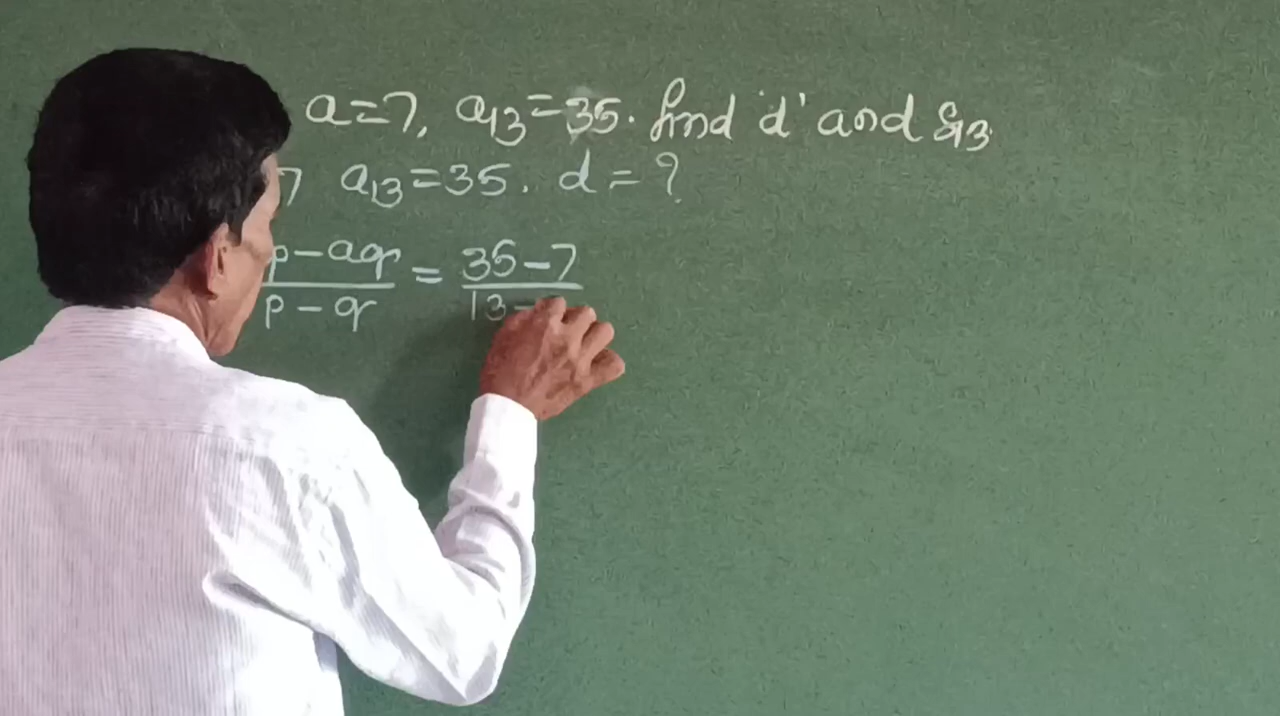 a=7, a13=35. find 'd' and S13
7 a13=35. d=?
p-aq/p-q = 35-7/13-